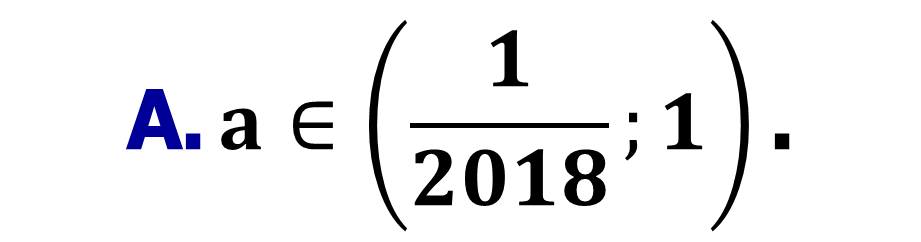 A. a ∈ (1/2018; 1).